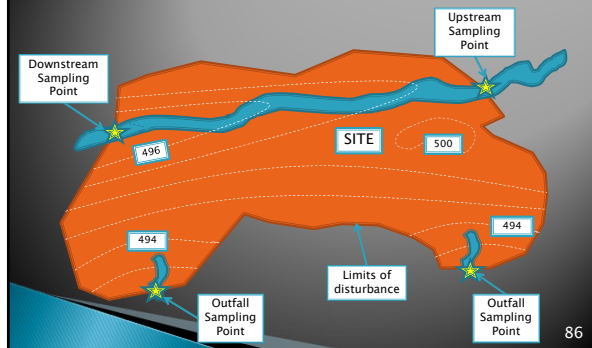 Upstream
Sampling
Point
Downstream
Sampling
Point
SITE
500
496
494
494
Limits of
disturbance
Outfall
Sampling
Point
Outfall
Sampling
Point
86